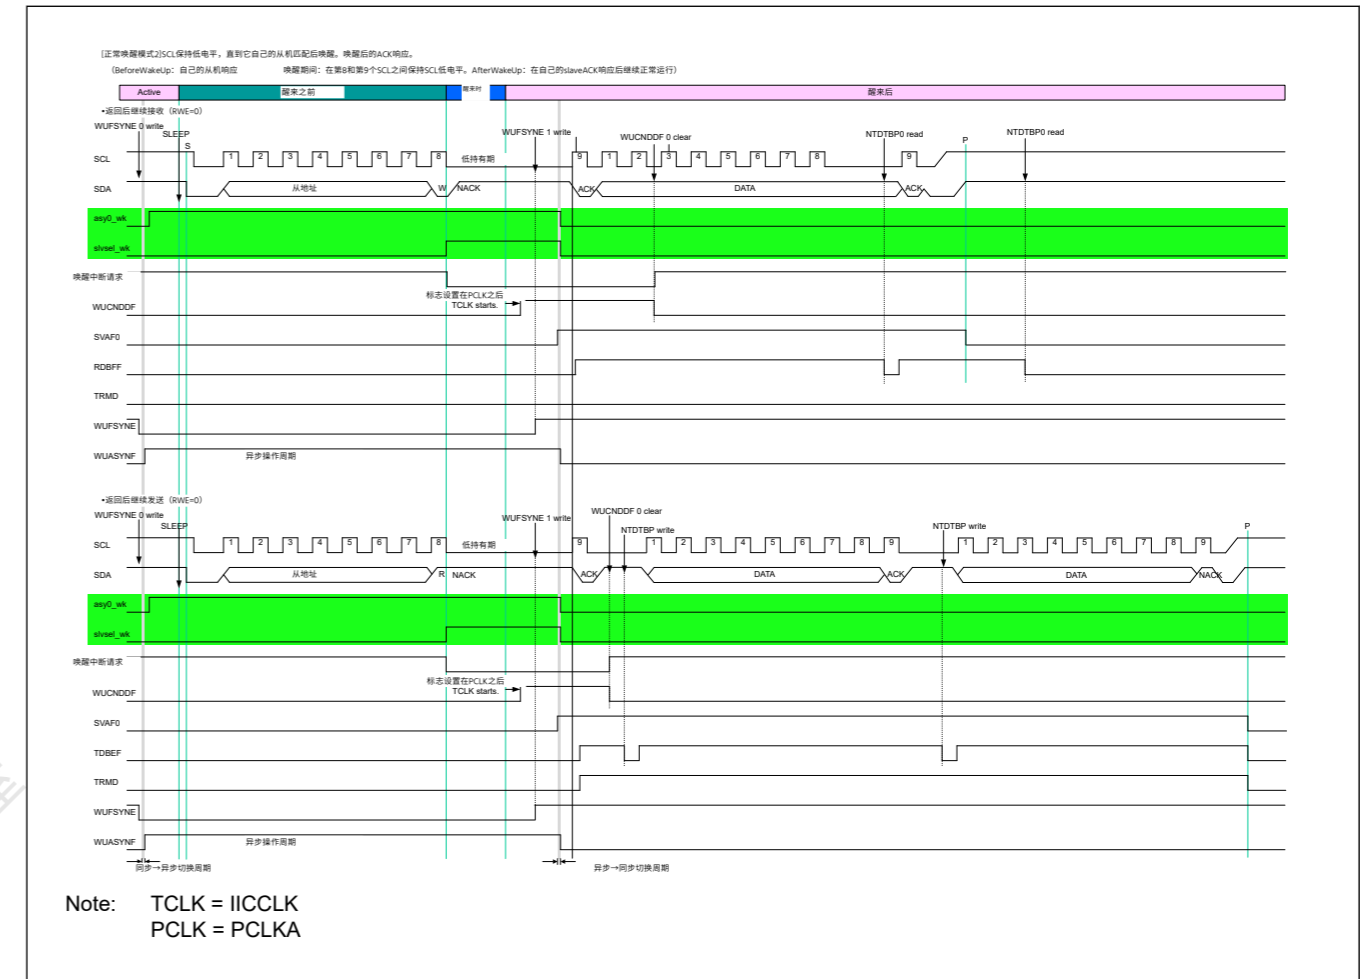 [正常唤醒模式2]SCL保持低电平，直到它自己的从机匹配后唤醒。唤醒后的ACK响应。
（BeforeWakeUp：自己的从机响应 唤醒期间：在第8和第9个SCL之间保持SCL低电平。AfterWakeUp：在自己的slaveACK响应后继续正常运行）
Active 醒来之前 醒来时 醒来后
•返回后继续接收（RWE=0）
WUFSYNE 0 write SLEEP WUFSYNE 1 write WUCNDDF 0 clear NTDTBP0 read NTDTBP0 read
S P
SCL 1 2 3 4 5 6 7 8 低持有期 9 1 2 3 4 5 6 7 8 9
SDA 从地址 W NACK ACK DATA ACK
asy0_wk
slvsel_wk
唤醒中断请求
标志设置在PCLK之后
TCLK starts.
WUCNDDF
SVAF0
RDBFF
TRMD
WUFSYNE
WUASYNF 异步操作周期
•返回后继续发送（RWE=0）
WUFSYNE 0 write SLEEP WUFSYNE 1 write WUCNDDF 0 clear NTDTBP write NTDTBP write P
SCL 1 2 3 4 5 6 7 8 低持有期 9 1 2 3 4 5 6 7 8 9 1 2 3 4 5 6 7 8 9
SDA 从地址 R NACK ACK DATA ACK DATA NACK
asy0_wk
slvsel_wk
唤醒中断请求
标志设置在PCLK之后
TCLK starts.
WUCNDDF
SVAF0
TDBEF
TRMD
WUFSYNE
WUASYNF 异步操作周期
同步→异步切换周期 异步→同步切换周期
Note: TCLK = IICCLK
PCLK = PCLKA